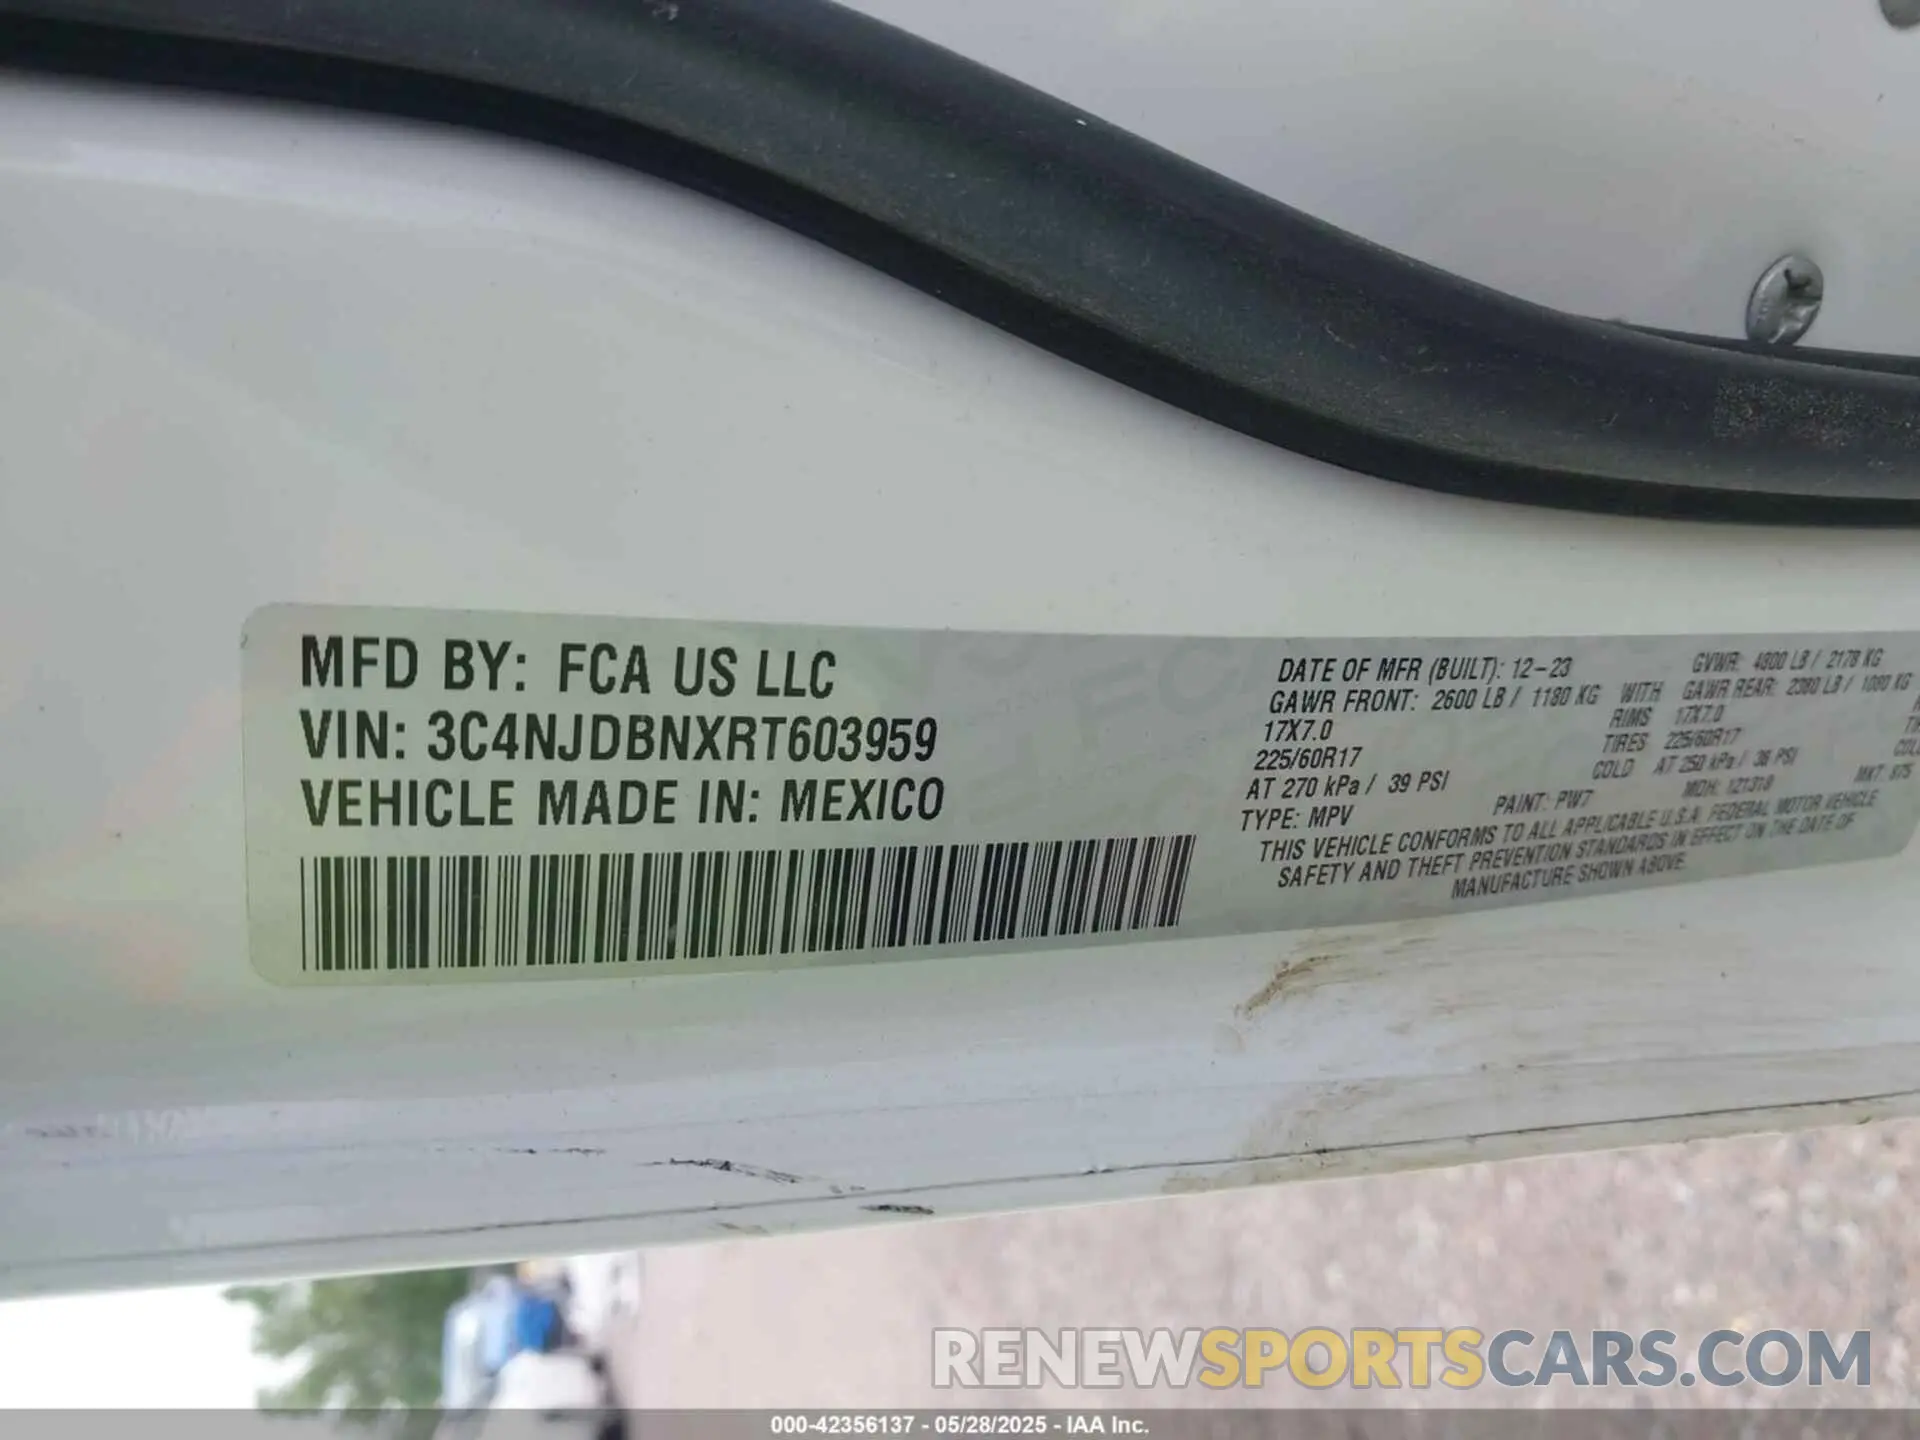 MFD BY: FCA US LLC
VIN: 3C4NJDBNXRT603959
VEHICLE MADE IN: MEXICO
DATE OF MFR (BUILT): 12-23 GVWR: 4800 LB / 2178 KG
GAWR FRONT: 2600 LB / 1180 KG WITH GAWR REAR: 2380 LB / 1080 KG
17X7.0 RIMS 17X7.0
225/60R17 TIRES 225/60R17
AT 270 kPa / 39 PSI COLD AT 250 kPa / 36 PSI
TYPE: MPV PAINT: PW7 MDH: 121318 MKT:
THIS VEHICLE CONFORMS TO ALL APPLICABLE U.S.A. FEDERAL MOTOR VEHICLE
SAFETY AND THEFT PREVENTION STANDARDS IN EFFECT ON THE DATE OF
MANUFACTURE SHOWN ABOVE.
RENEWSPORTSCARS.COM
000-42356137 - 05/28/2025 - IAA Inc.